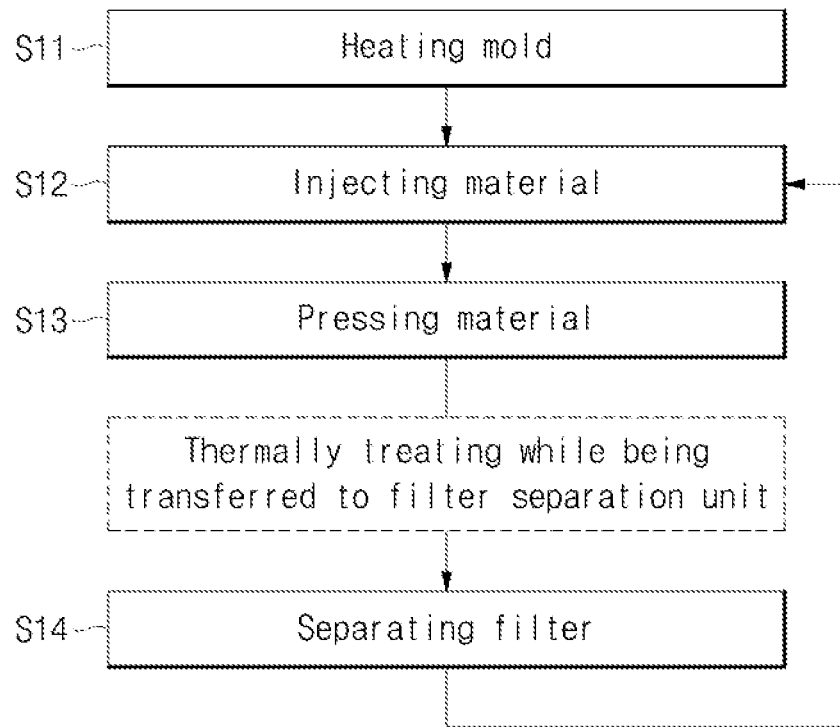 S11 Heating mold
S12 Injecting material
S13 Pressing material
Thermally treating while being
transferred to filter separation unit
S14 Separating filter